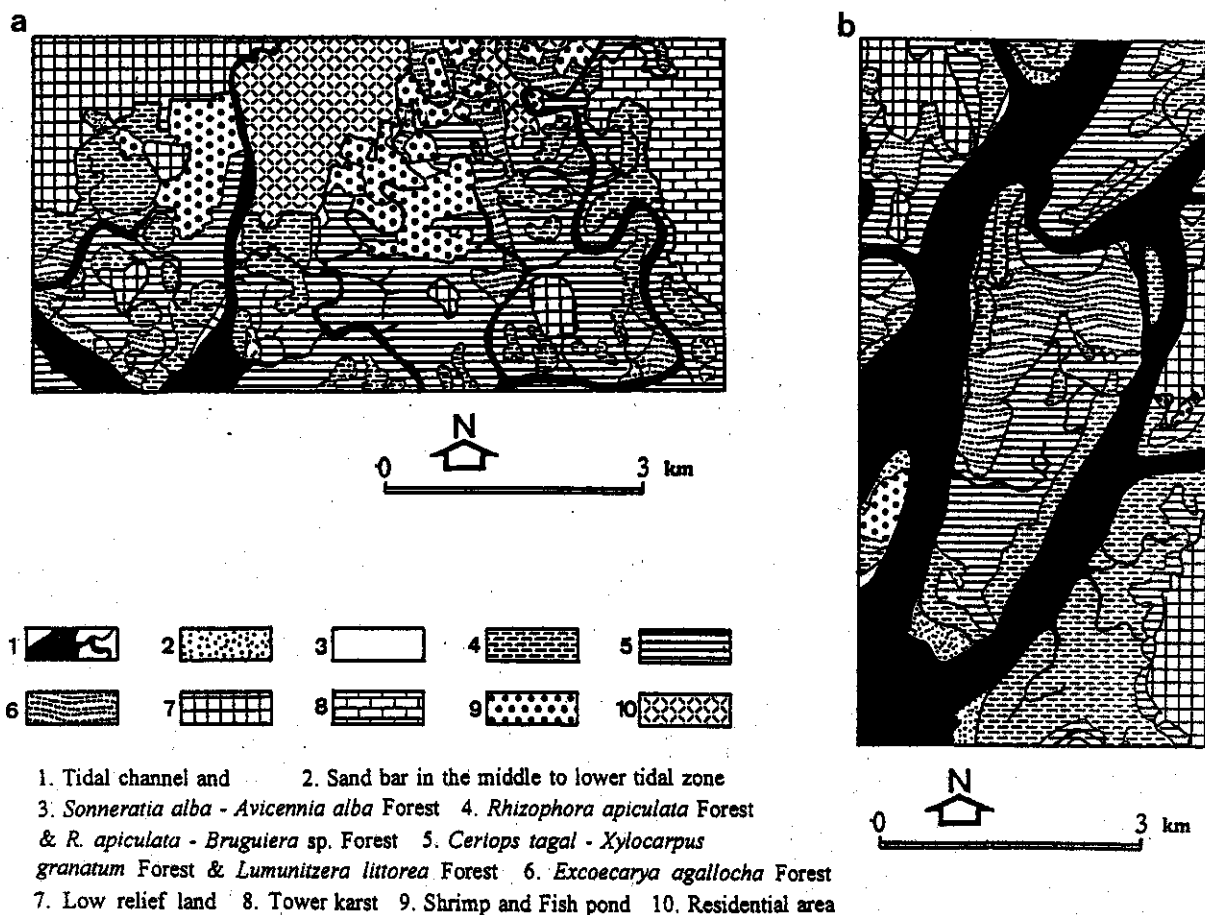 a
b
N
0 3 km
1 2 3 4 5
6 7 8 9 10
1. Tidal channel and 2. Sand bar in the middle to lower tidal zone
3. Sonneratia alba - Avicennia alba Forest 4. Rhizophora apiculata Forest
& R. apiculata - Bruguiera sp. Forest 5. Ceriops tagal - Xylocarpus
granatum Forest & Lumunitzera littorea Forest 6. Excoecarya agallocha Forest
7. Low relief land 8. Tower karst 9. Shrimp and Fish pond 10. Residential area
N
0 3 km